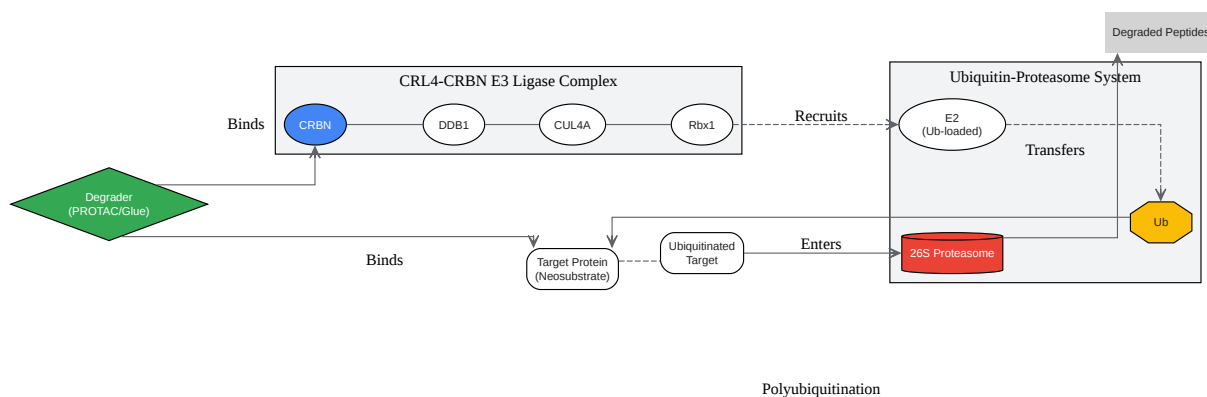 Degraded Peptides
CRL4-CRBN E3 Ligase Complex
Ubiquitin-Proteasome System
Binds
CRBN
DDB1
CUL4A
Rbx1
Recruits
E2
(Ub-loaded)
Transfers
Degrader
(PROTAC/Glue)
Ub
Binds
Target Protein
(Neosubstrate)
Ubiquitinated
Target
Enters
26S Proteasome
Polyubiquitination